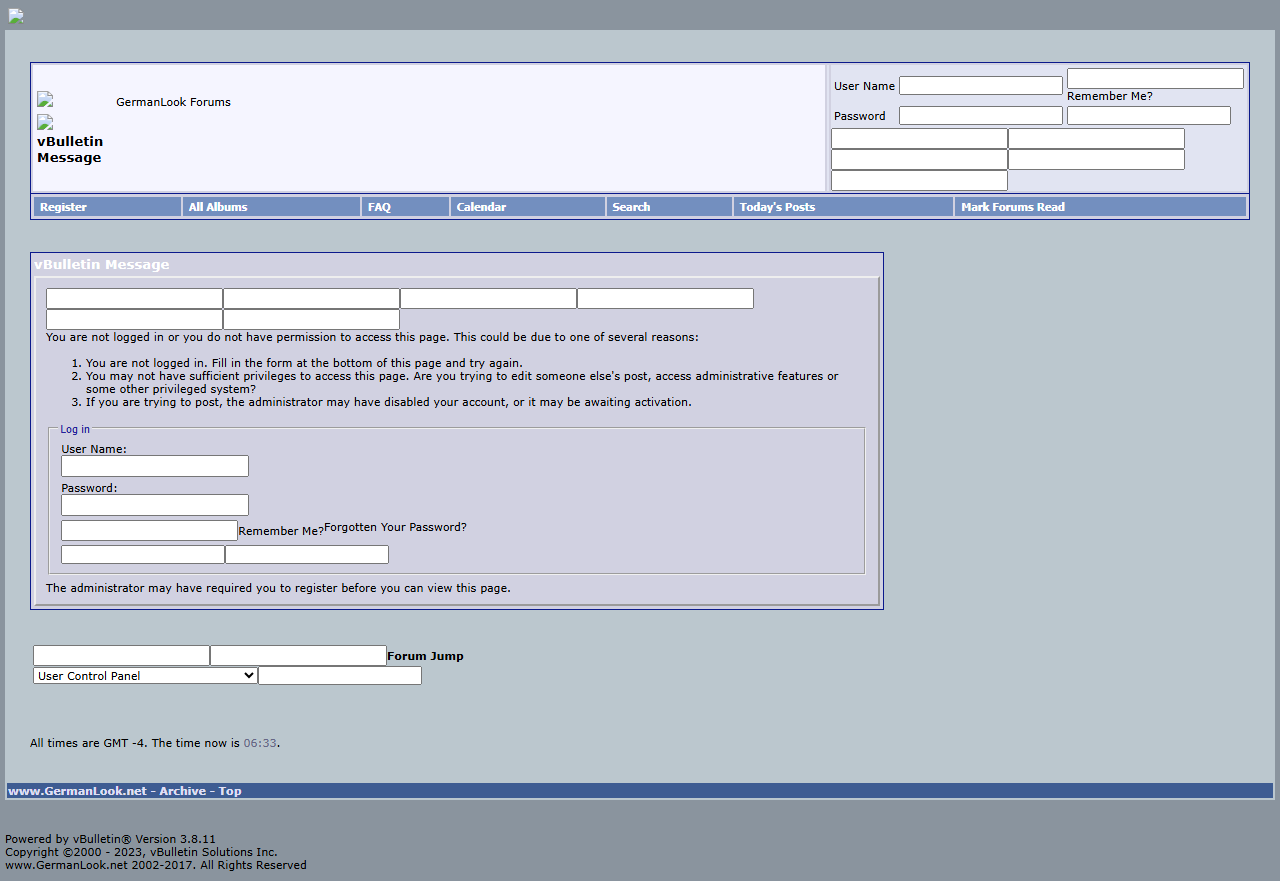 GermanLook Forums
vBulletin Message
User Name
Remember Me?
Password
Register
All Albums
FAQ
Calendar
Search
Today's Posts
Mark Forums Read
vBulletin Message
You are not logged in or you do not have permission to access this page. This could be due to one of several reasons:
1. You are not logged in. Fill in the form at the bottom of this page and try again.
2. You may not have sufficient privileges to access this page. Are you trying to edit someone else's post, access administrative features or
some other privileged system?
3. If you are trying to post, the administrator may have disabled your account, or it may be awaiting activation.
Log in
User Name:
Password:
Remember Me?Forgotten Your Password?
The administrator may have required you to register before you can view this page.
Forum Jump
User Control Panel
All times are GMT -4. The time now is 06:33.
www.GermanLook.net - Archive - Top
Powered by vBulletin® Version 3.8.11
Copyright ©2000 - 2023, vBulletin Solutions Inc.
www.GermanLook.net 2002-2017. All Rights Reserved